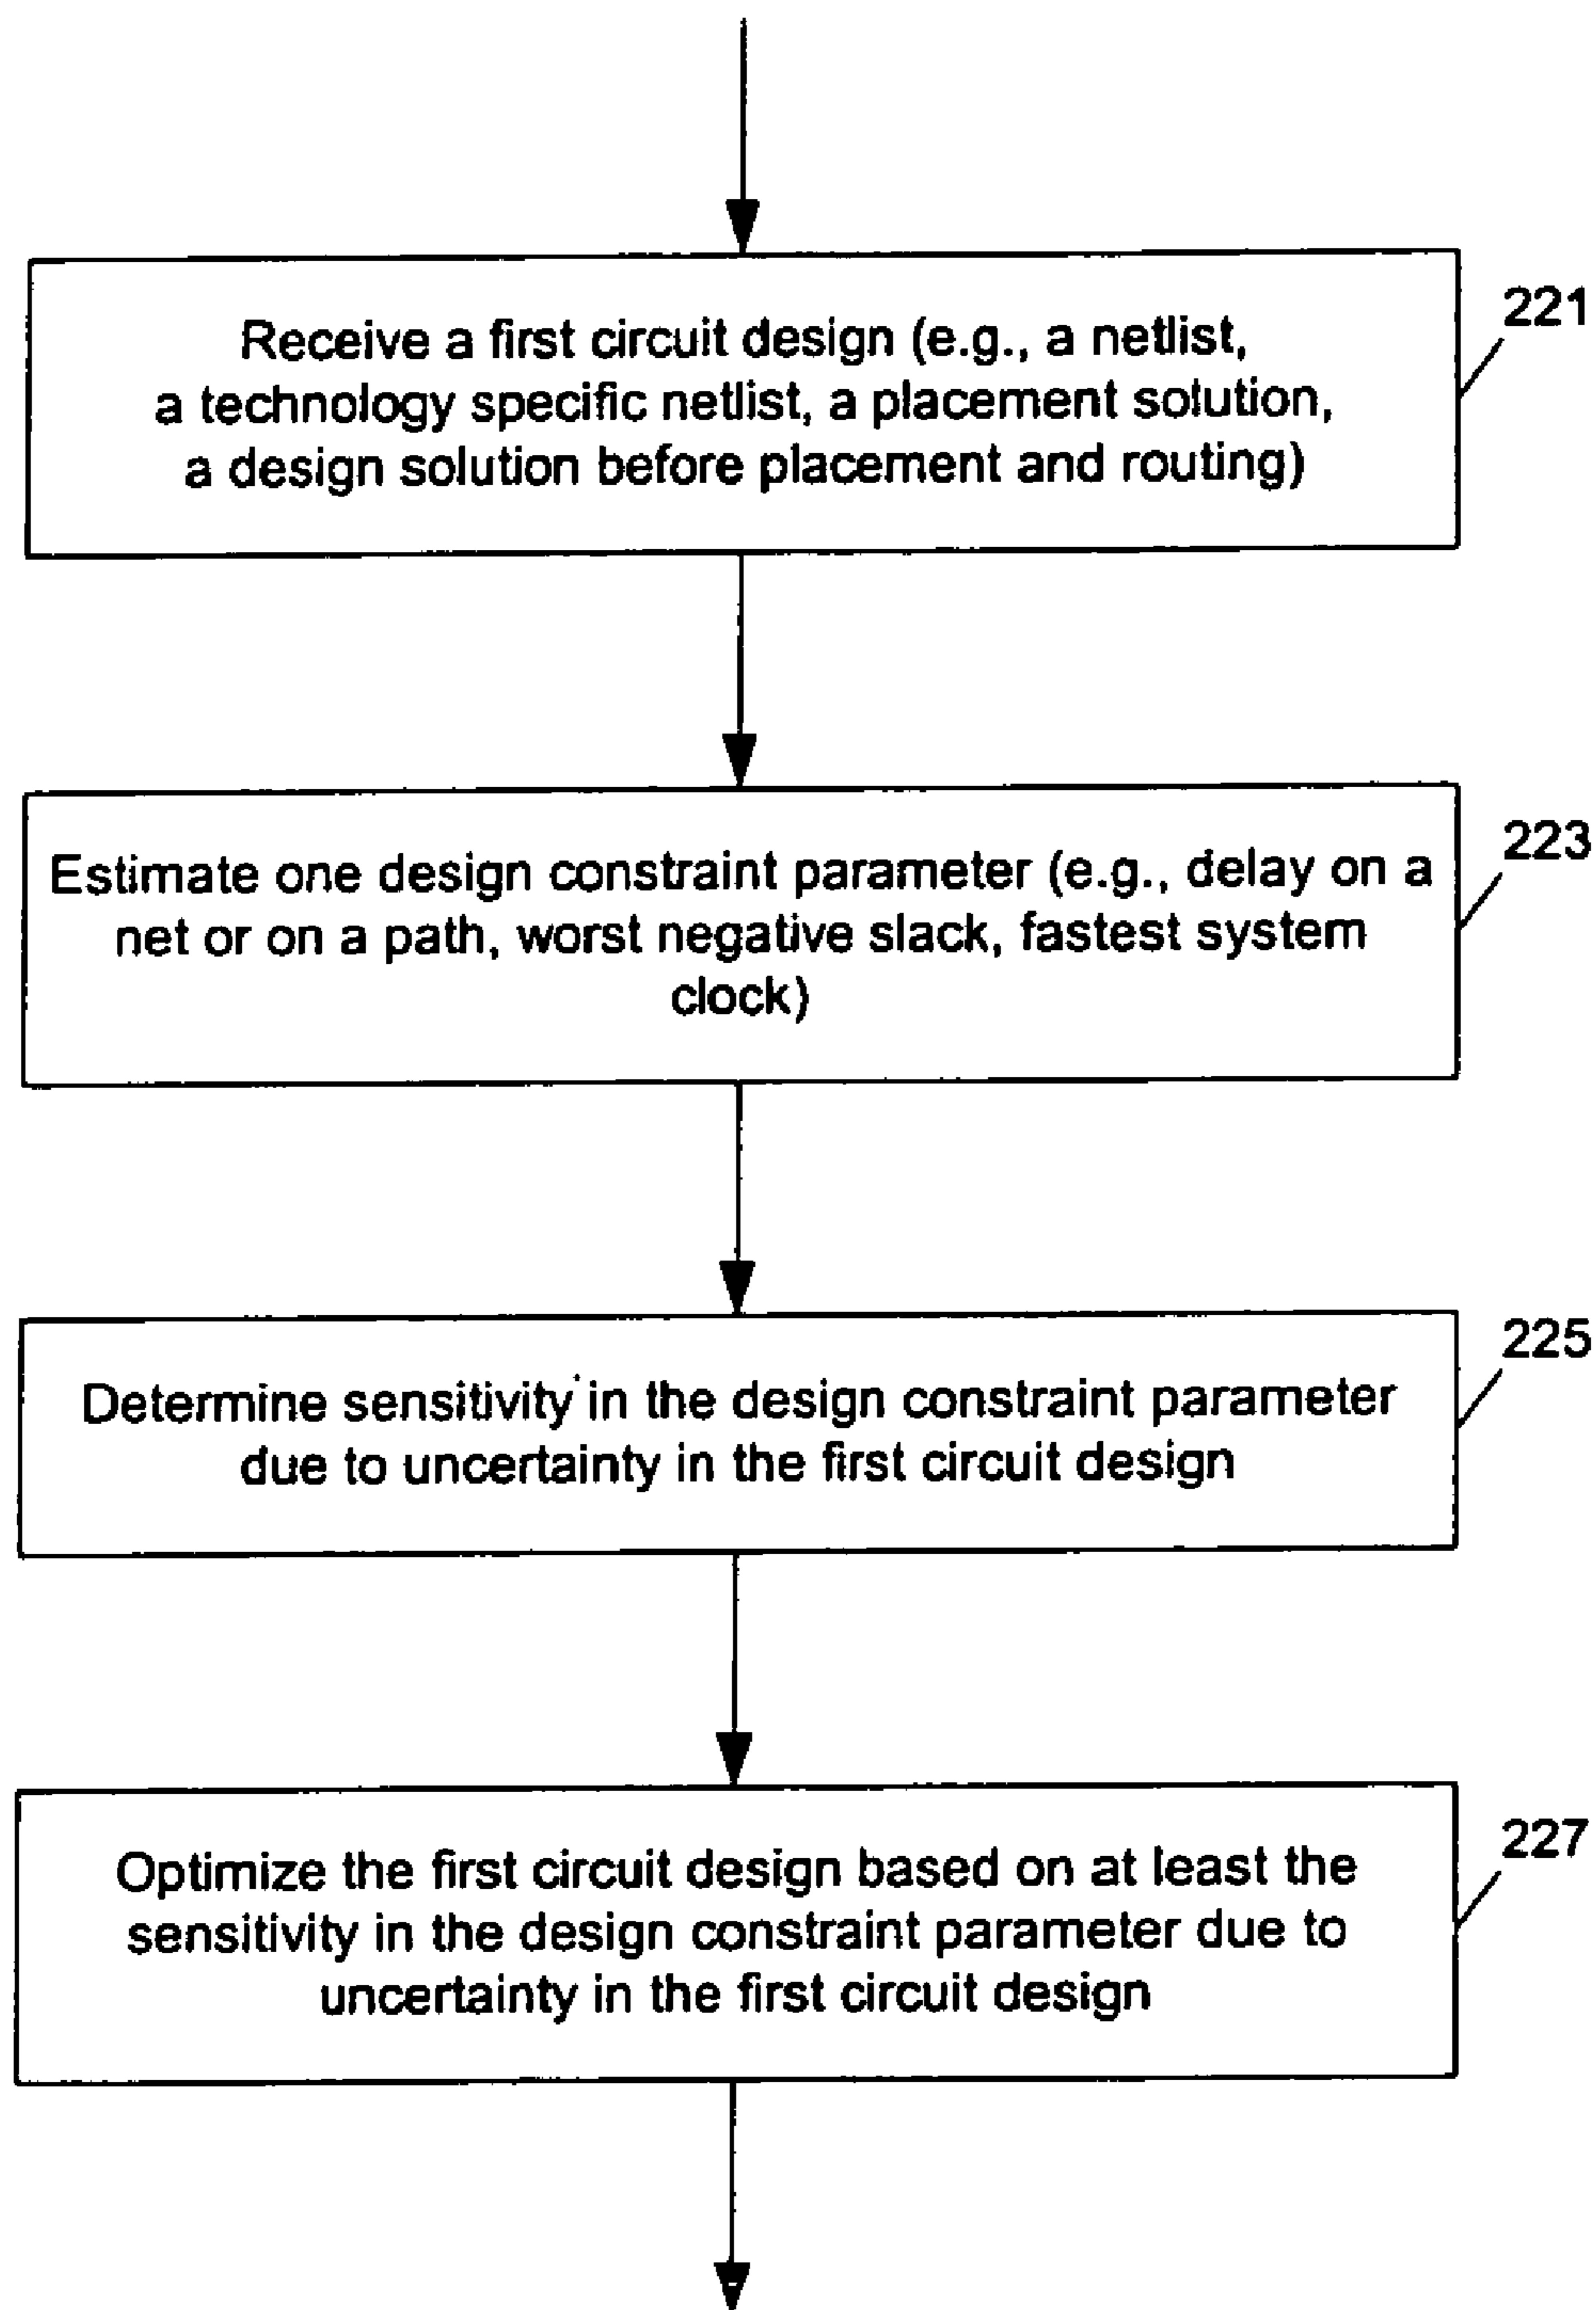 Receive a first circuit design (e.g., a netlist,
a technology specific netlist, a placement solution,
a design solution before placement and routing)
221
Estimate one design constraint parameter (e.g., delay on a
net or on a path, worst negative slack, fastest system
clock)
223
Determine sensitivity in the design constraint parameter
due to uncertainty in the first circuit design
225
Optimize the first circuit design based on at least the
sensitivity in the design constraint parameter due to
uncertainty in the first circuit design
227